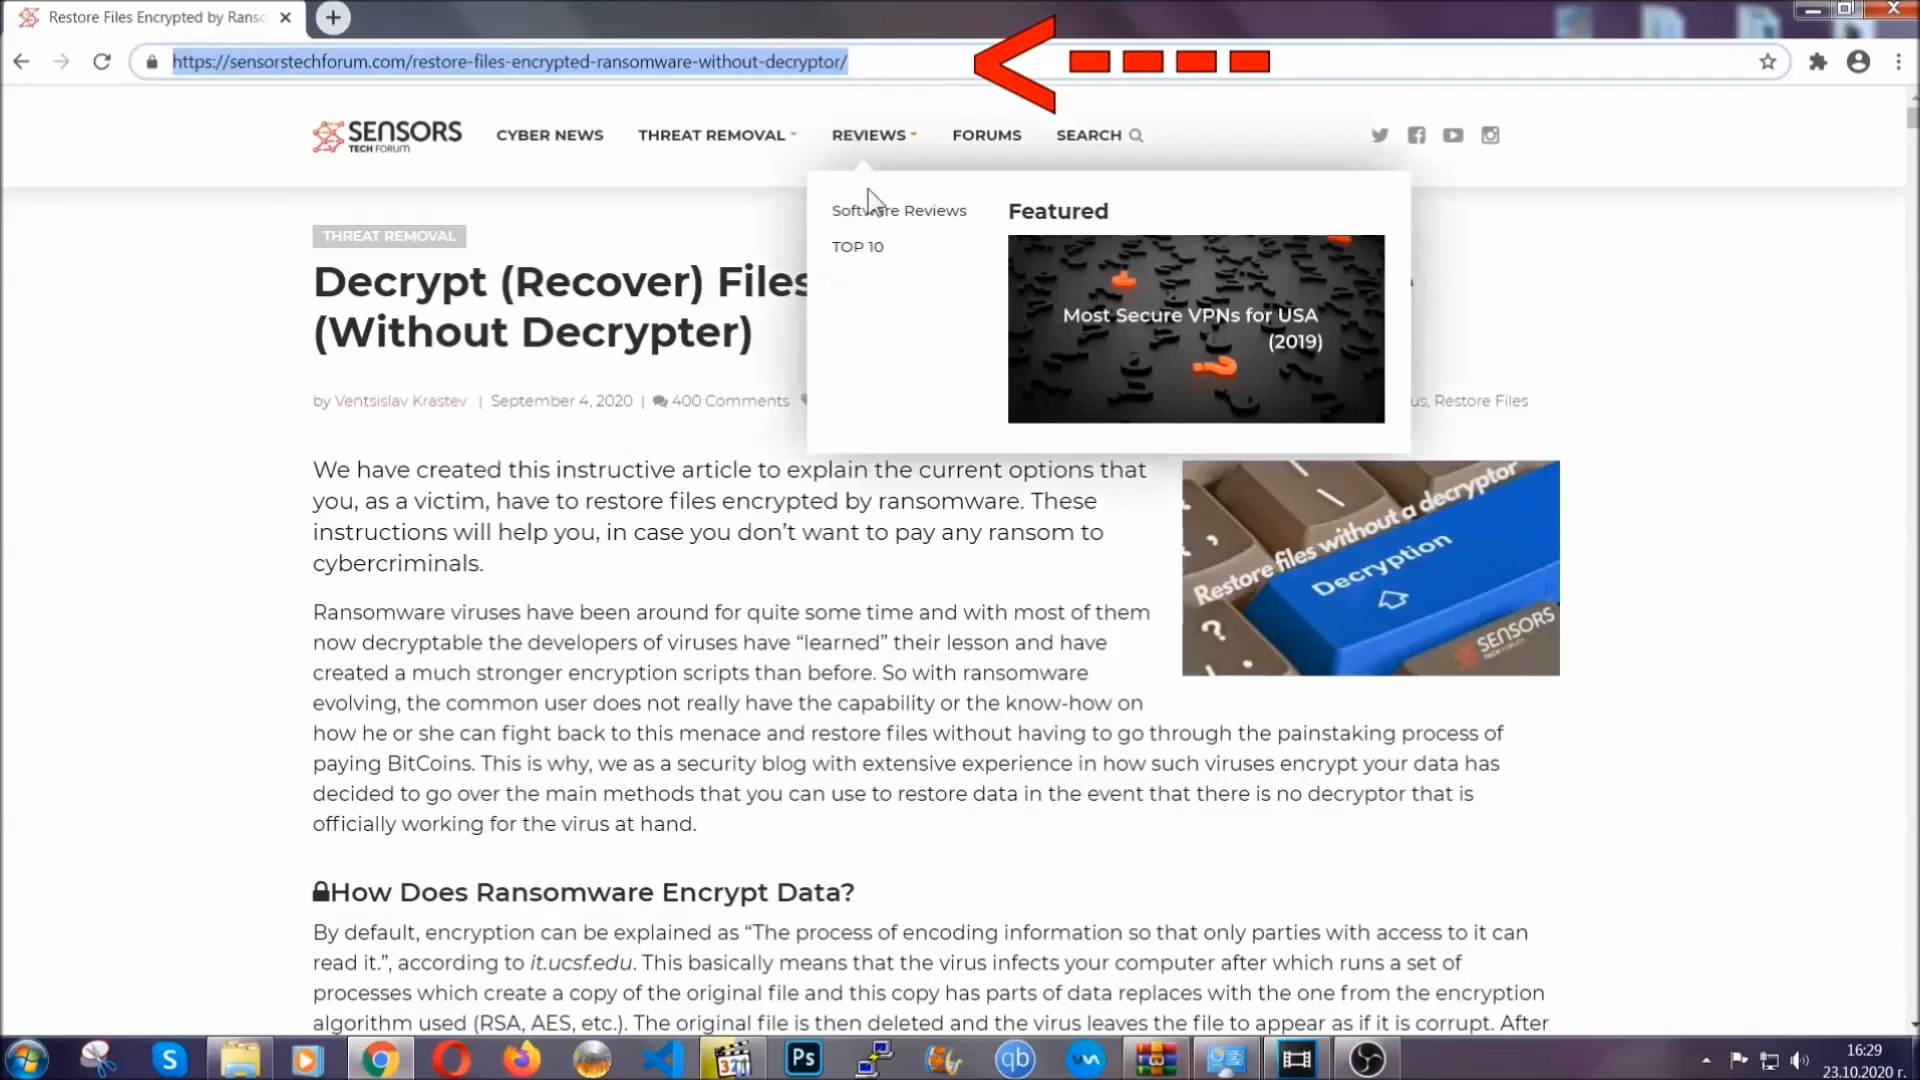 Restore Files Encrypted by Ranso
https://sensorstechforum.com/restore-files-encrypted-ransomware-without-decryptor/
SENSORS
TECH FORUM
CYBER NEWS
THREAT REMOVAL
REVIEWS
FORUMS
SEARCH
Software Reviews
TOP 10
Featured
Most Secure VPNs for USA
(2019)
THREAT REMOVAL
Decrypt (Recover) Files
(Without Decrypter)
by Ventsislav Krastev | September 4, 2020 | 400 Comments
us, Restore Files
We have created this instructive article to explain the current options that
you, as a victim, have to restore files encrypted by ransomware. These
instructions will help you, in case you don’t want to pay any ransom to
cybercriminals.
Restore files without a decryptor
Decryption
SENSORS
TECH FORUM
Ransomware viruses have been around for quite some time and with most of them
now decryptable the developers of viruses have “learned” their lesson and have
created a much stronger encryption scripts than before. So with ransomware
evolving, the common user does not really have the capability or the know-how on
how he or she can fight back to this menace and restore files without having to go through the painstaking process of
paying BitCoins. This is why, we as a security blog with extensive experience in how such viruses encrypt your data has
decided to go over the main methods that you can use to restore data in the event that there is no decryptor that is
officially working for the virus at hand.
How Does Ransomware Encrypt Data?
By default, encryption can be explained as “The process of encoding information so that only parties with access to it can
read it.”, according to it.ucsf.edu. This basically means that the virus infects your computer after which runs a set of
processes which create a copy of the original file and this copy has parts of data replaces with the one from the encryption
algorithm used (RSA, AES, etc.). The original file is then deleted and the virus leaves the file to appear as if it is corrupt. After
S
321
Ps
qb
16:29
23.10.2020 г.